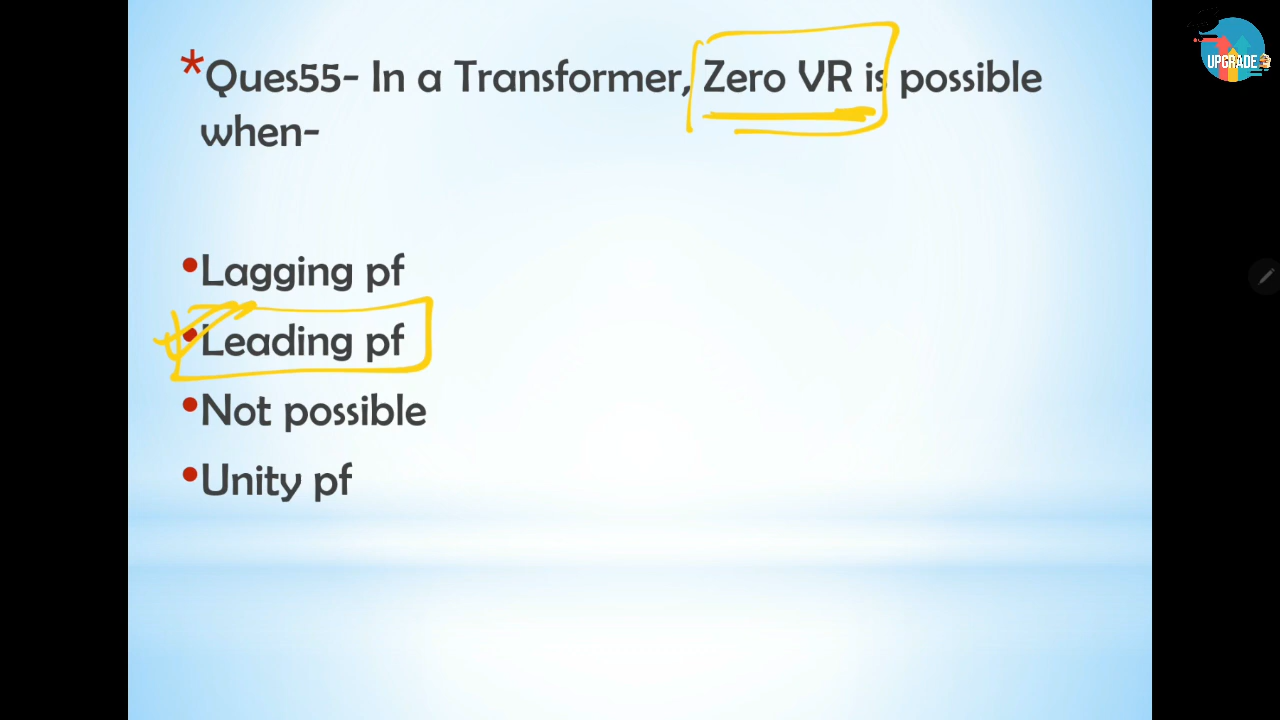 *Ques55- In a Transformer, Zero VR is possible
when-
•Lagging pf
•Leading pf
•Not possible
•Unity pf
UPGRADE